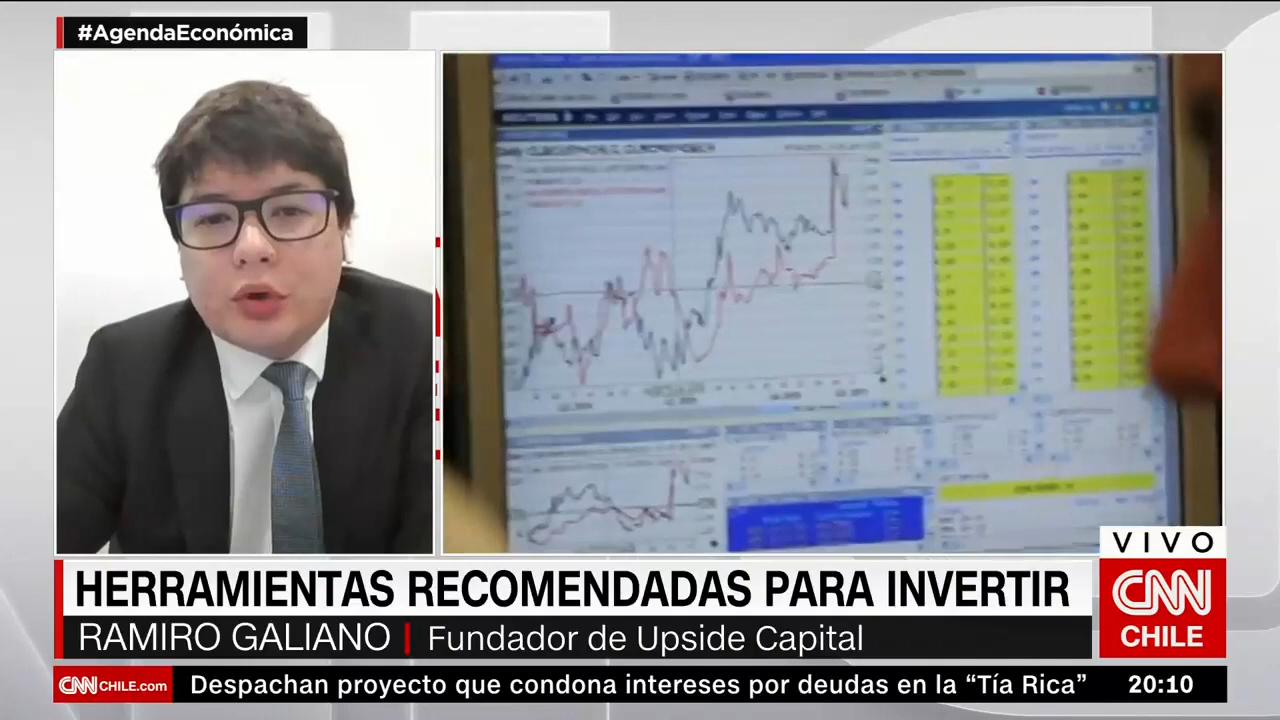 #AgendaEconómica
VIVO
CNN
CHILE
HERRAMIENTAS RECOMENDADAS PARA INVERTIR
RAMIRO GALIANO | Fundador de Upside Capital
CNNCHILE.com Despachan proyecto que condona intereses por deudas en la “Tía Rica” 20:10